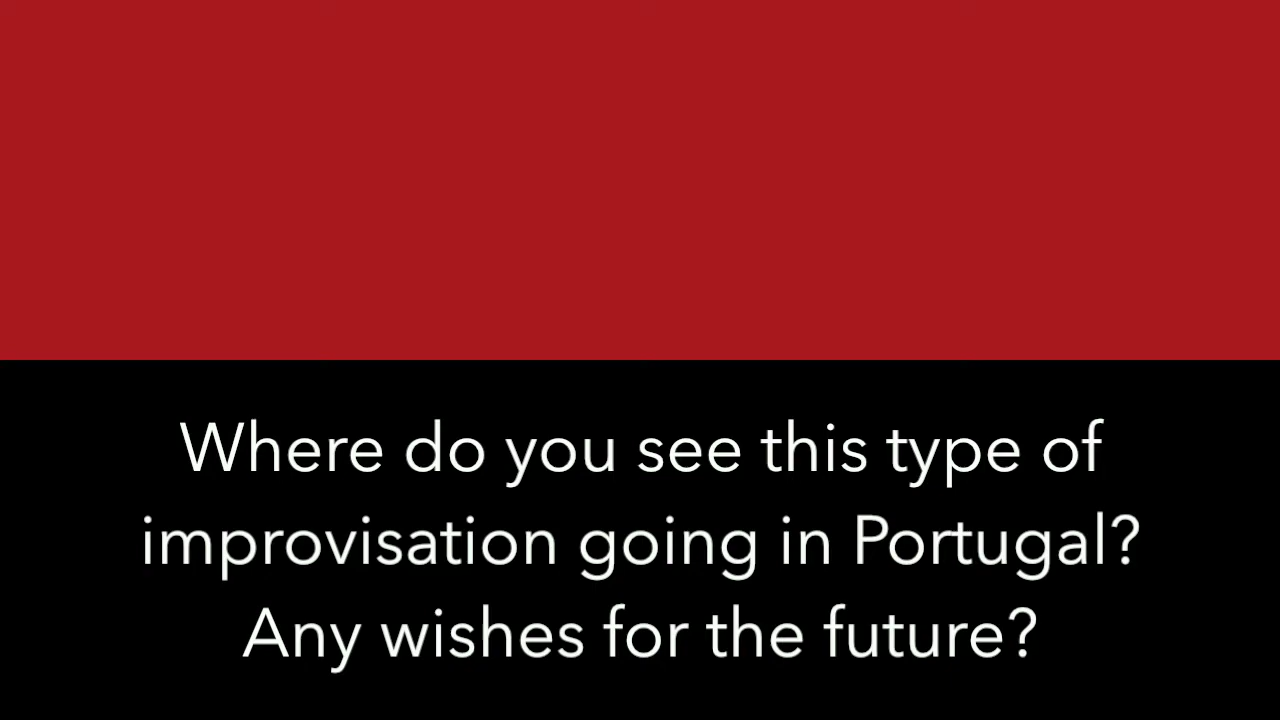 Where do you see this type of
improvisation going in Portugal?
Any wishes for the future?